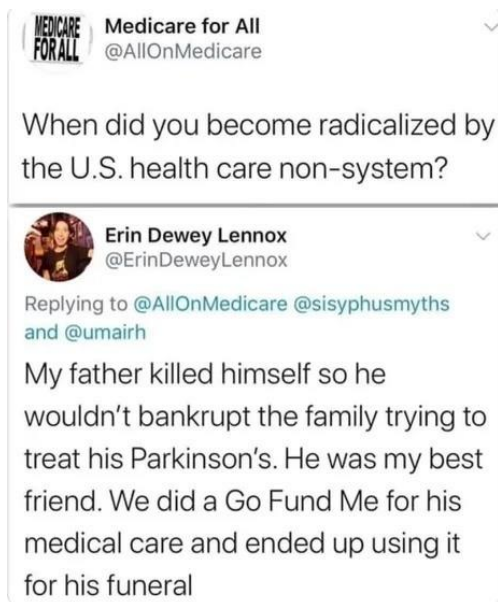 MEDICARE
FOR ALL
Medicare for All
@AllOnMedicare
When did you become radicalized by
the U.S. health care non-system?
Erin Dewey Lennox
@ErinDeweyLennox
Replying to @AllOnMedicare @sisyphusmyths
and @umairh
My father killed himself so he
wouldn't bankrupt the family trying to
treat his Parkinson's. He was my best
friend. We did a Go Fund Me for his
medical care and ended up using it
for his funeral